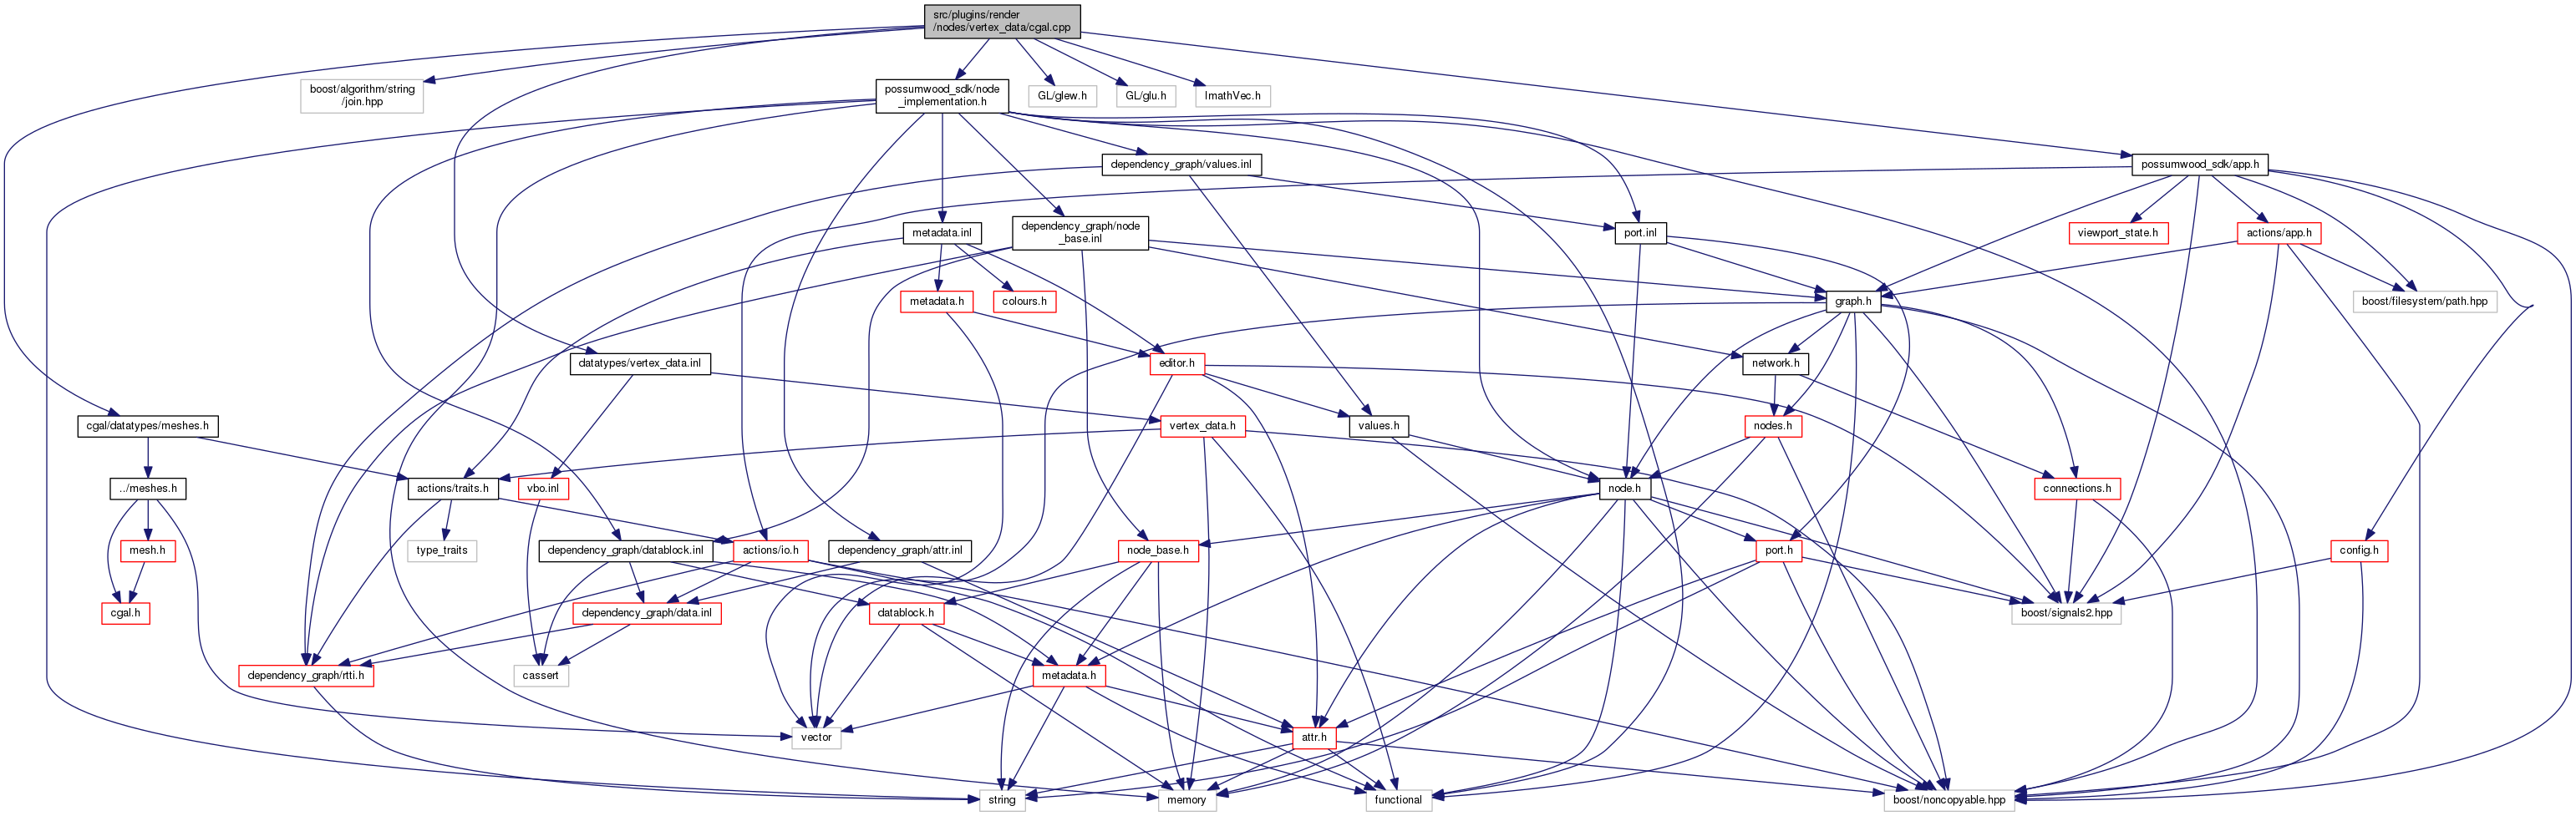 src/plugins/render
/nodes/vertex_data/cgal.cpp
boost/algorithm/string
/join.hpp
possumwood_sdk/node
_implementation.h
GL/glew.h
GL/glu.h
ImathVec.h
dependency_graph/values.inl
possumwood_sdk/app.h
metadata.inl
dependency_graph/node
_base.inl
port.inl
viewport_state.h
actions/app.h
metadata.h
colours.h
graph.h
boost/filesystem/path.hpp
datatypes/vertex_data.inl
editor.h
network.h
cgal/datatypes/meshes.h
vertex_data.h
values.h
nodes.h
../meshes.h
actions/traits.h
vbo.inl
node.h
connections.h
mesh.h
type_traits
dependency_graph/datablock.inl
actions/io.h
dependency_graph/attr.inl
node_base.h
port.h
config.h
cgal.h
dependency_graph/data.inl
datablock.h
boost/signals2.hpp
dependency_graph/rtti.h
cassert
metadata.h
vector
attr.h
string
memory
functional
boost/noncopyable.hpp